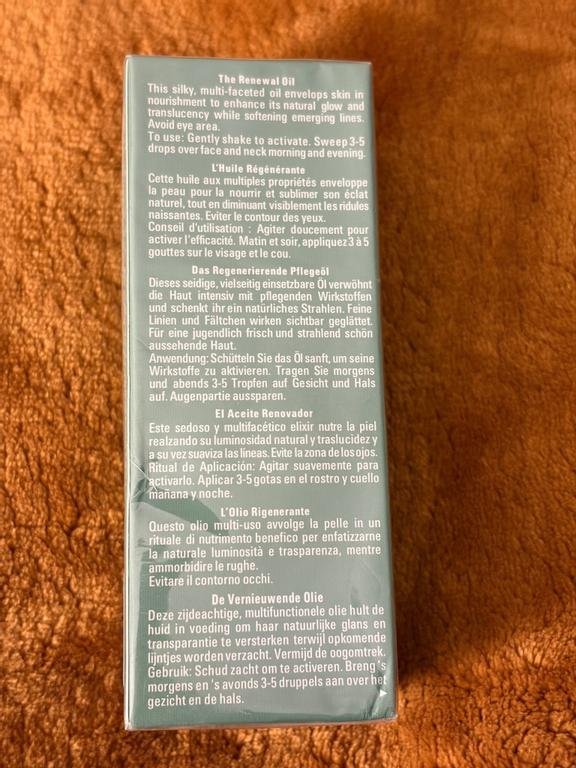 The Renewal Oil
This silky, multi-faceted oil envelops skin in
nourishment to enhance its natural glow and
translucency while softening emerging lines.
Avoid eye area.
To use: Gently shake to activate. Sweep 3-5
drops over face and neck morning and evening.
L'Huile Régénérante
Cette huile aux multiples propriétés enveloppe
la peau pour la nourrir et sublimer son éclat
naturel, tout en diminuant visiblement les ridules
naissantes. Eviter le contour des yeux.
Conseil d'utilisation : Agiter doucement pour
activer l'efficacité. Matin et soir, appliquez 3 à 5
gouttes sur le visage et le cou.
Das Regenerierende Pflegeöl
Dieses seidige, vielseitig einsetzbare Öl verwöhnt
die Haut intensiv mit pflegenden Wirkstoffen
und schenkt ihr ein natürliches Strahlen. Feine
Linien und Fältchen wirken sichtbar geglättet.
Für eine jugendlich frisch und strahlend schön
aussehende Haut.
Anwendung: Schütteln Sie das Öl sanft, um seine
Wirkstoffe zu aktivieren. Tragen Sie morgens
und abends 3-5 Tropfen auf Gesicht und Hals
auf. Augenpartie aussparen.
El Aceite Renovador
Este sedoso y multifacético elixir nutre la piel
realzando su luminosidad natural y traslucidez y
a su vez suaviza las líneas. Evite la zona de los ojos.
Ritual de Aplicación: Agitar suavemente para
activarlo. Aplicar 3-5 gotas en el rostro y cuello
mañana y noche.
L'Olio Rigenerante
Questo olio multi-uso avvolge la pelle in un
rituale di nutrimento benefico per enfatizzarne
la naturale luminosità e trasparenza, mentre
ammorbidire le rughe.
Evitare il contorno occhi.
De Vernieuwende Olie
Deze zijdeachtige, multifunctionele olie hult de
huid in voeding om haar natuurlijke glans en
transparantie te versterken terwijl opkomende
lijntjes worden verzacht. Vermijd de oogomtrek.
Gebruik: Schud zacht om te activeren. Breng 's
morgens en 's avonds 3-5 druppels aan over het
gezicht en de hals.